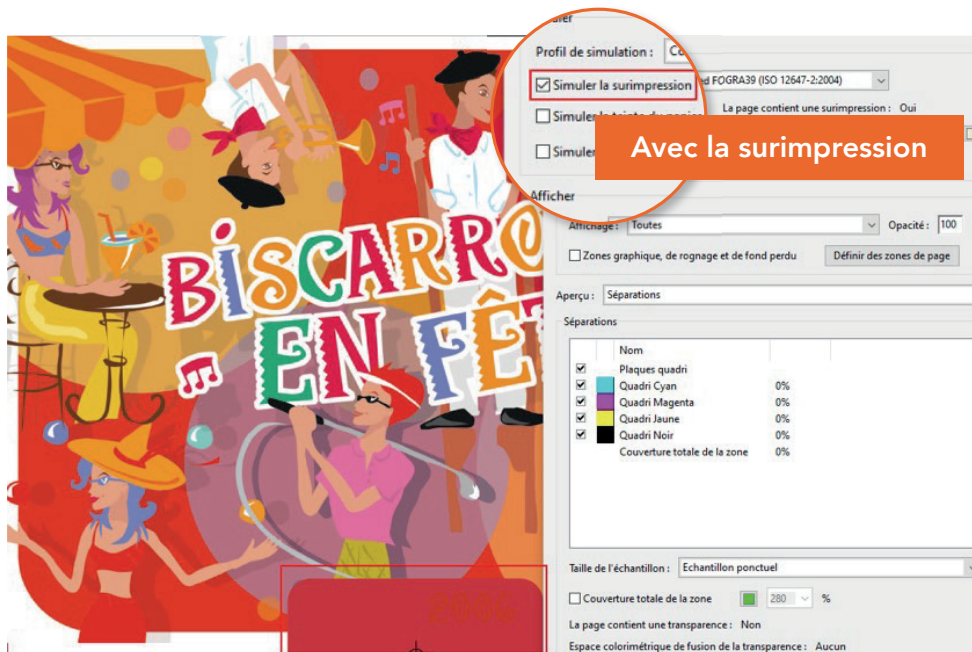 BISCARRO
EN FÊ
Profil de simulation :
FOGRA39 (ISO 12647-2:2004)
Simuler la surimpression
La page contient une surimpression : Oui
Simuler
Simuler
Avec la surimpression
Afficher
Affichage : Toutes
Opacité : 100
Zones graphique, de rognage et de fond perdu
Définir des zones de page
Aperçu : Séparations
Séparations
Nom
Plaques quadri
Quadri Cyan 0%
Quadri Magenta 0%
Quadri Jaune 0%
Quadri Noir 0%
Couverture totale de la zone 0%
Taille de l'échantillon : Echantillon ponctuel
Couverture totale de la zone 280 %
La page contient une transparence : Non
Espace colorimétrique de fusion de la transparence : Aucun